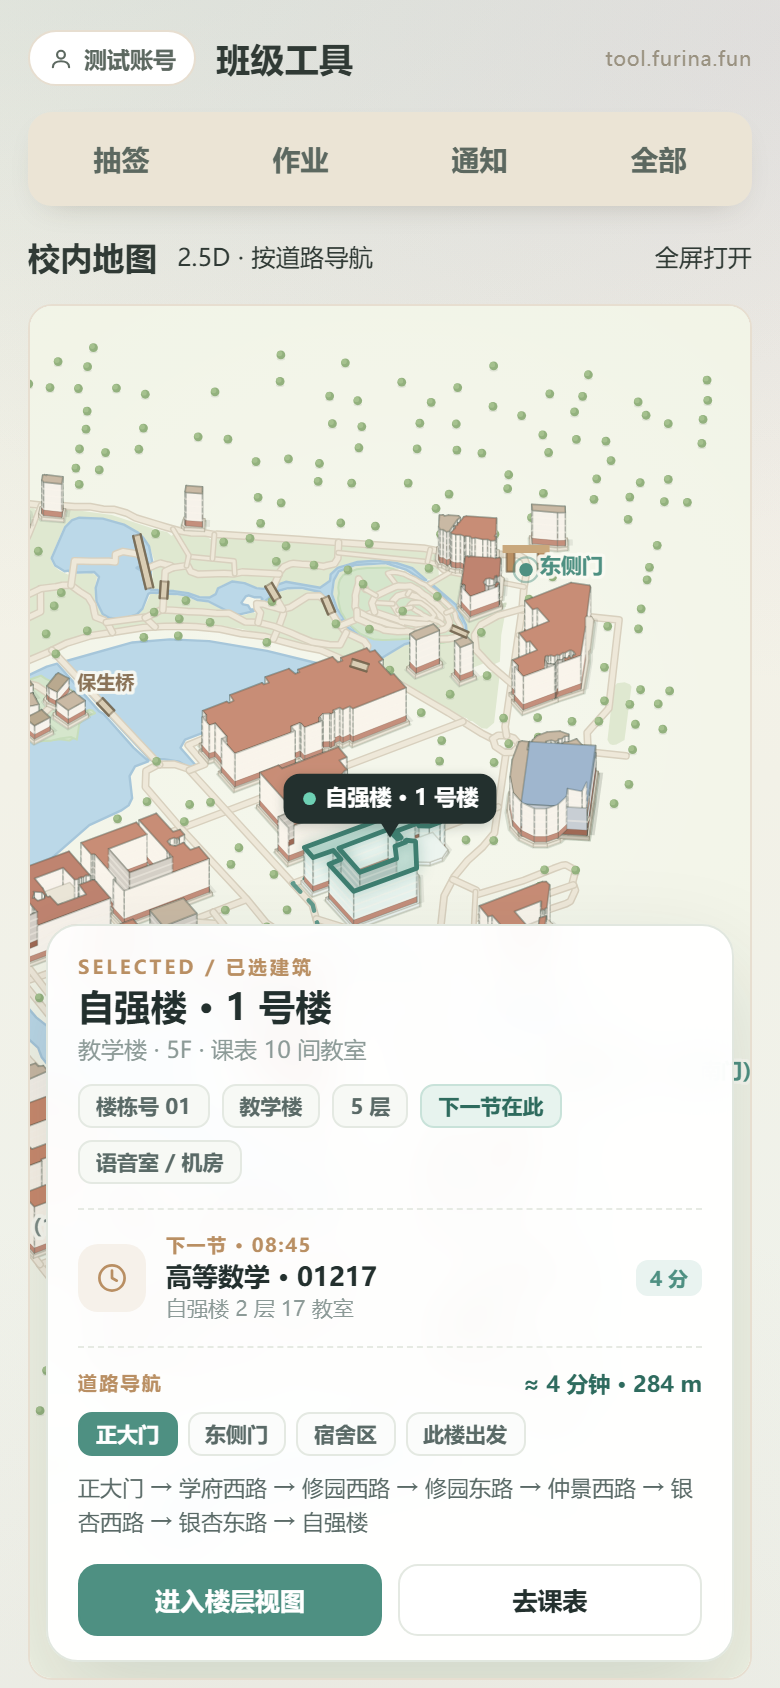 测试账号
班级工具
tool.furina.fun
抽签
作业
通知
全部
校内地图
2.5D · 按道路导航
全屏打开
东侧门
保生桥
自强楼 • 1 号楼
SELECTED / 已选建筑
自强楼 • 1 号楼
教学楼 · 5F · 课表 10 间教室
楼栋号 01
教学楼
5 层
下一节在此
语音室 / 机房
下一节 • 08:45
高等数学 • 01217
自强楼 2 层 17 教室
4 分
道路导航
≈ 4 分钟 • 284 m
正大门
东侧门
宿舍区
此楼出发
正大门 → 学府西路 → 修园西路 → 修园东路 → 仲景西路 → 银
杏西路 → 银杏东路 → 自强楼
进入楼层视图
去课表